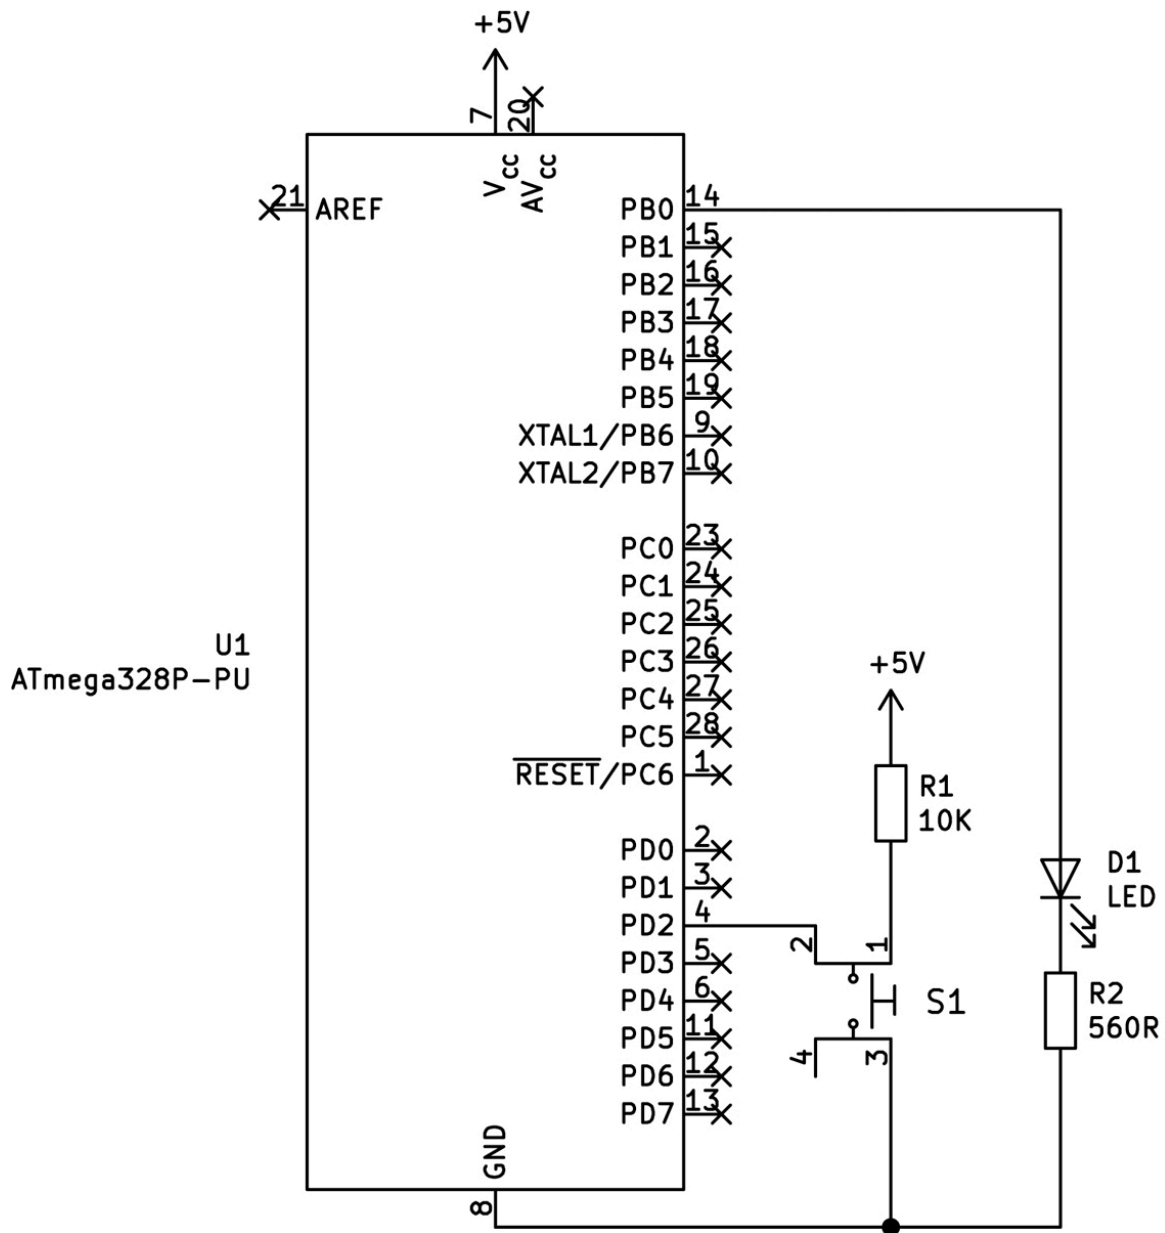 +5V
7
20
VCC
AVCC
21
AREF
PB0
14
PB1
15
PB2
16
PB3
17
PB4
18
PB5
19
XTAL1/PB6
9
XTAL2/PB7
10
PC0
23
PC1
24
PC2
25
PC3
26
PC4
27
PC5
28
RESET/PC6
1
U1
ATmega328P-PU
+5V
R1
10K
PD0
2
PD1
3
PD2
4
PD3
5
PD4
6
PD5
11
PD6
12
PD7
13
2
1
S1
4
3
D1
LED
R2
560R
GND
8